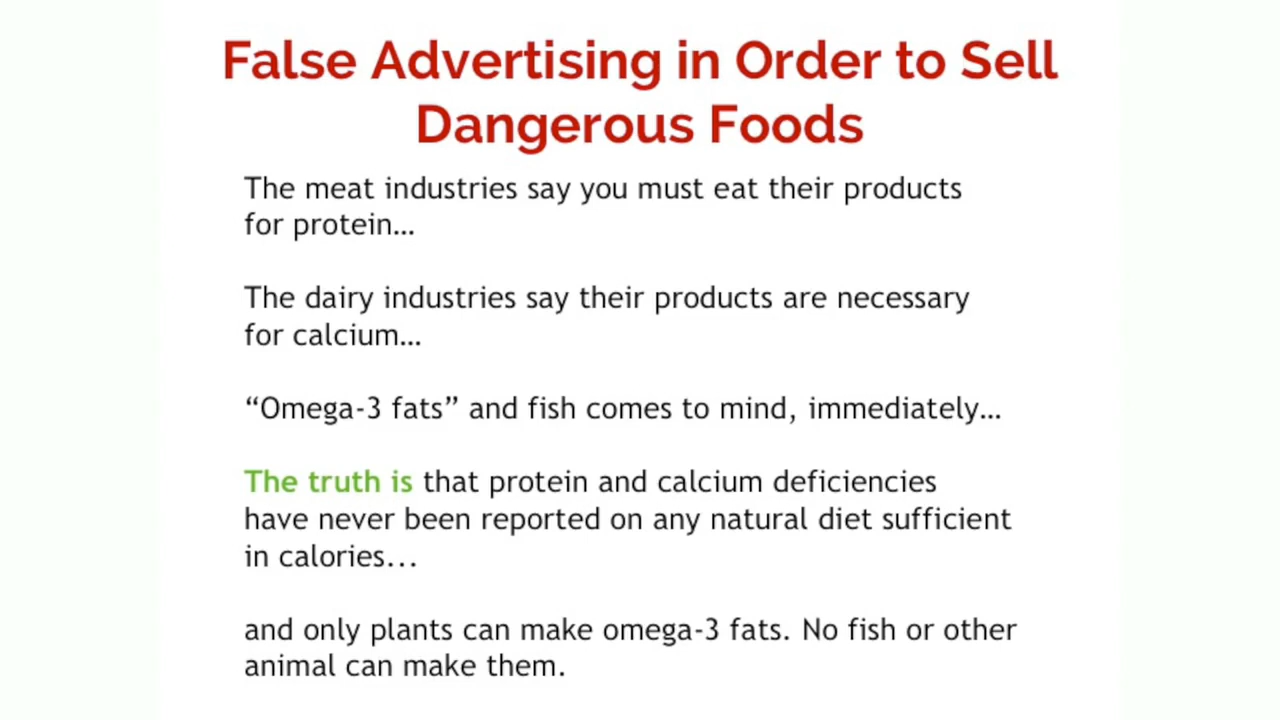 False Advertising in Order to Sell
Dangerous Foods
The meat industries say you must eat their products
for protein…
The dairy industries say their products are necessary
for calcium…
“Omega-3 fats” and fish comes to mind, immediately…
The truth is that protein and calcium deficiencies
have never been reported on any natural diet sufficient
in calories...
and only plants can make omega-3 fats. No fish or other
animal can make them.